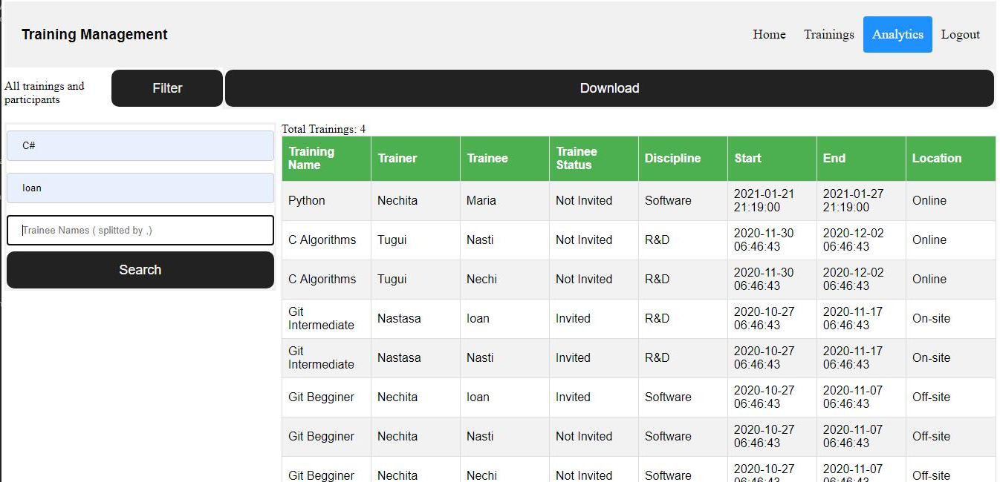 Training Management
Home Trainings Analytics Logout
All trainings and
participants
Filter
Download
C#
Ioan
Trainee Names ( splitted by ,)
Search
Total Trainings: 4
Training Name Trainer Trainee Trainee Status Discipline Start End Location
Python Nechita Maria Not Invited Software 2021-01-21 21:19:00 2021-01-27 21:19:00 Online
C Algorithms Tugui Nasti Not Invited R&D 2020-11-30 06:46:43 2020-12-02 06:46:43 Online
C Algorithms Tugui Nechi Not Invited R&D 2020-11-30 06:46:43 2020-12-02 06:46:43 Online
Git Intermediate Nastasa Ioan Invited R&D 2020-10-27 06:46:43 2020-11-17 06:46:43 On-site
Git Intermediate Nastasa Nasti Invited R&D 2020-10-27 06:46:43 2020-11-17 06:46:43 On-site
Git Begginer Nechita Ioan Invited Software 2020-10-27 06:46:43 2020-11-07 06:46:43 Off-site
Git Begginer Nechita Nasti Not Invited Software 2020-10-27 06:46:43 2020-11-07 06:46:43 Off-site
Git Begginer Nechita Nechi Not Invited Software 2020-10-27 06:46:43 2020-11-07 06:46:43 Off-site